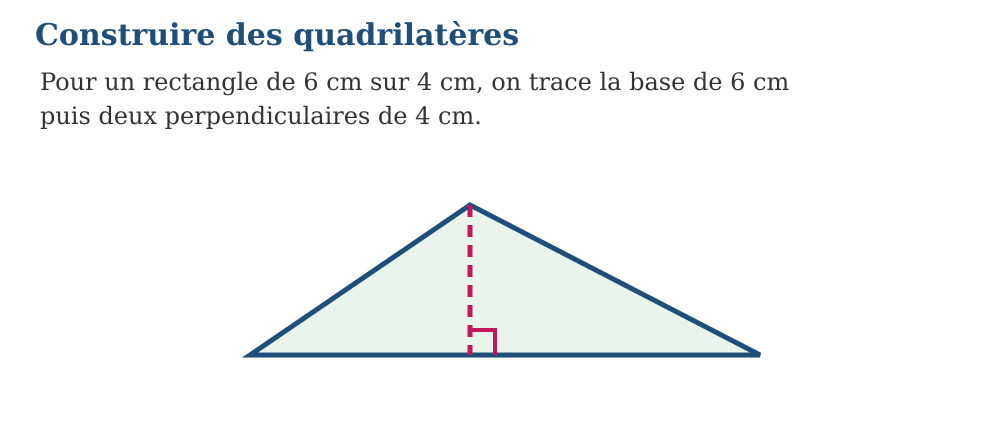 Construire des quadrilatères
Pour un rectangle de 6 cm sur 4 cm, on trace la base de 6 cm
puis deux perpendiculaires de 4 cm.